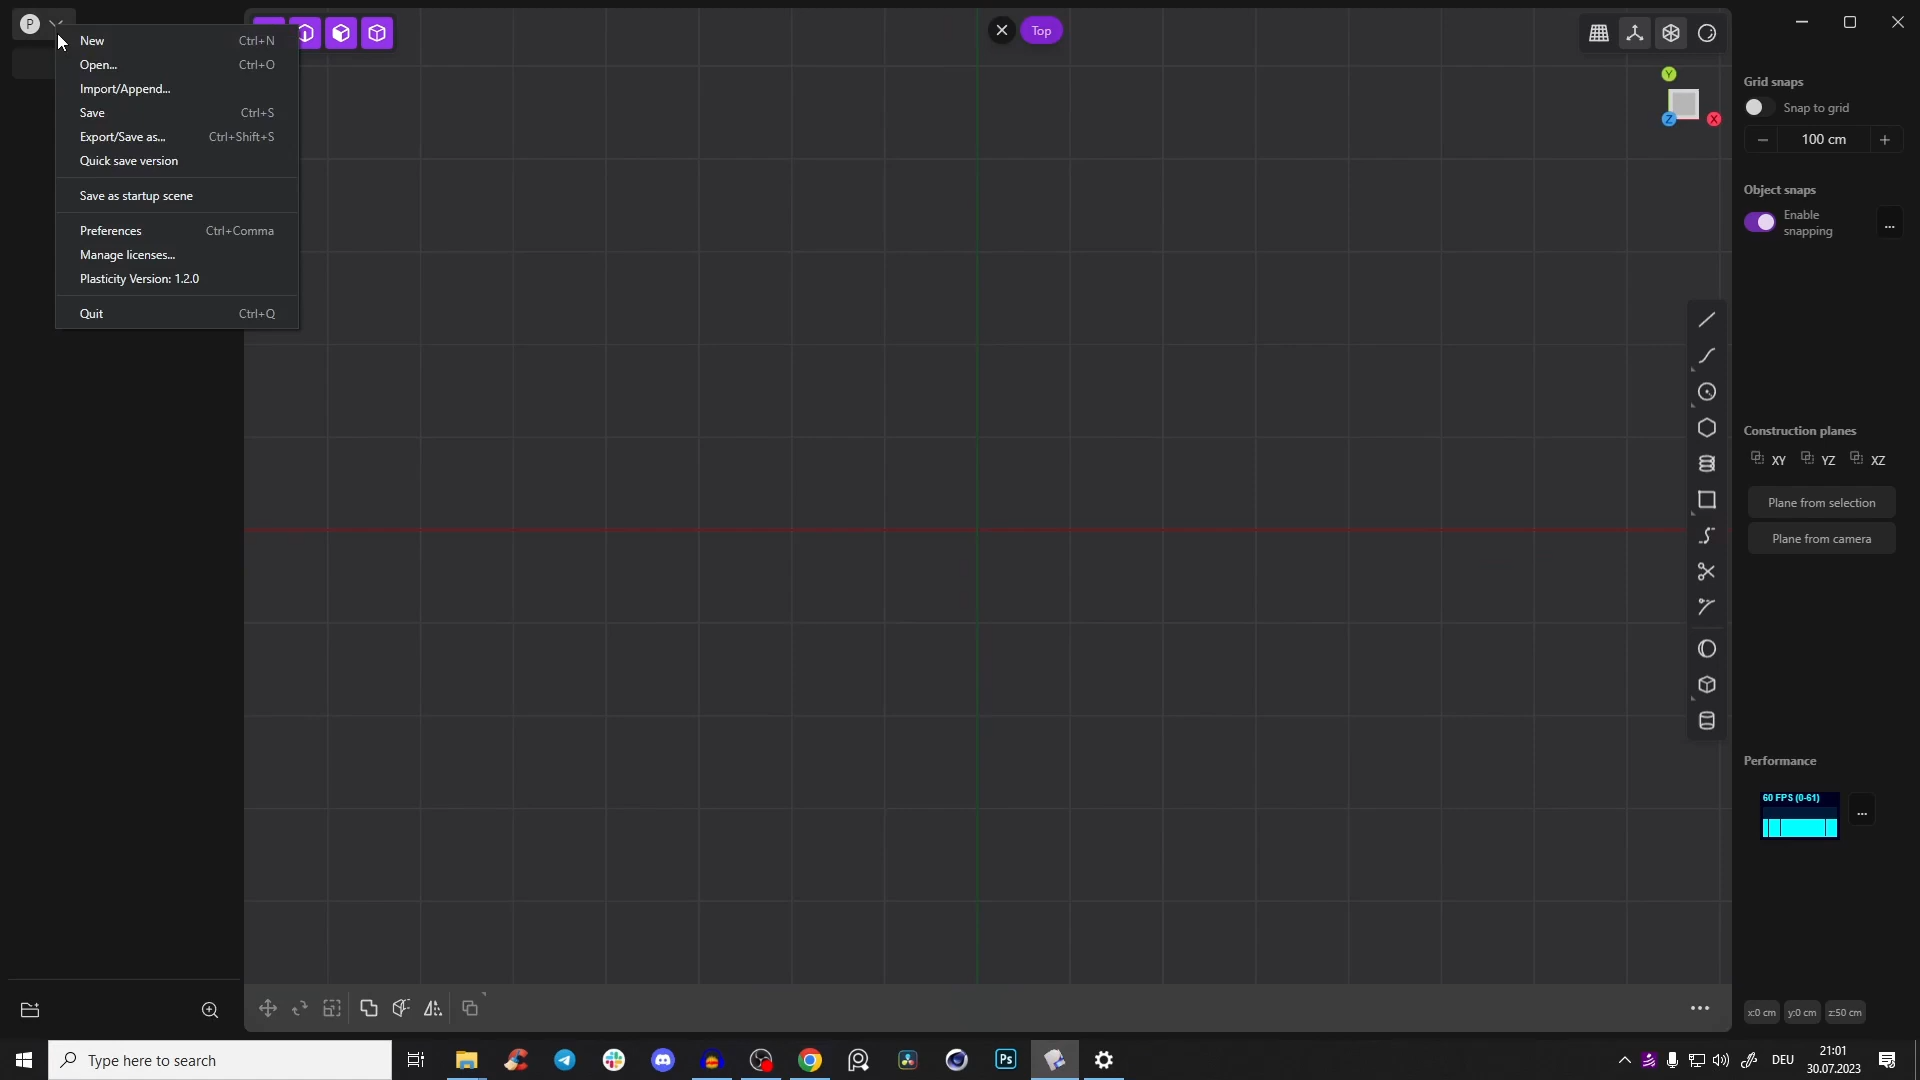 P
New Ctrl+N
Open... Ctrl+O
Import/Append...
Save Ctrl+S
Export/Save as... Ctrl+Shift+S
Quick save version
Save as startup scene
Preferences Ctrl+Comma
Manage licenses...
Plasticity Version: 1.2.0
Quit Ctrl+Q
Top
Y
Z
X
Grid snaps
Snap to grid
100 cm
Object snaps
Enable
snapping
...
Construction planes
XY YZ XZ
Plane from selection
Plane from camera
Performance
60 FPS (0-61)
...
x:0 cm y:0 cm z:50 cm
Type here to search
Ps
DEU
21:01
30.07.2023